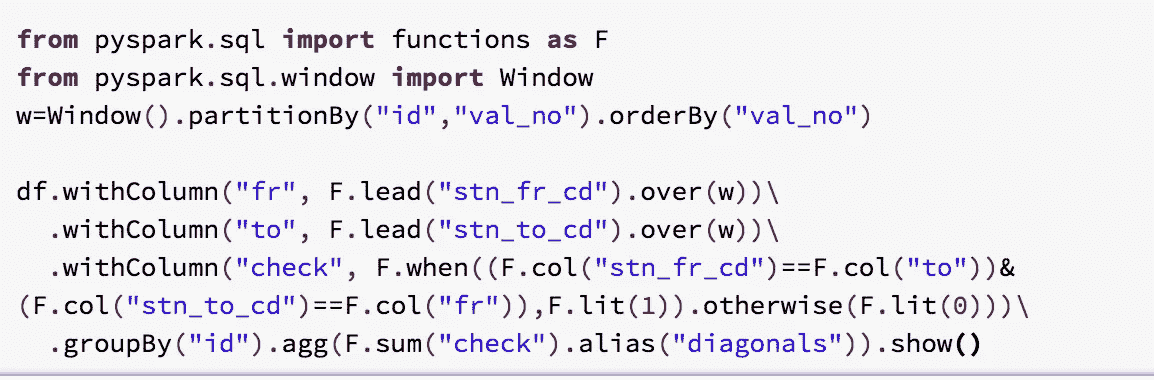 from pyspark.sql import functions as F
from pyspark.sql.window import Window
w=Window().partitionBy("id","val_no").orderBy("val_no")
df.withColumn("fr", F.lead("stn_fr_cd").over(w))\
.withColumn("to", F.lead("stn_to_cd").over(w))\
.withColumn("check", F.when((F.col("stn_fr_cd")==F.col("to"))&
(F.col("stn_to_cd")==F.col("fr")),F.lit(1)).otherwise(F.lit(0)))\
.groupBy("id").agg(F.sum("check").alias("diagonals")).show()